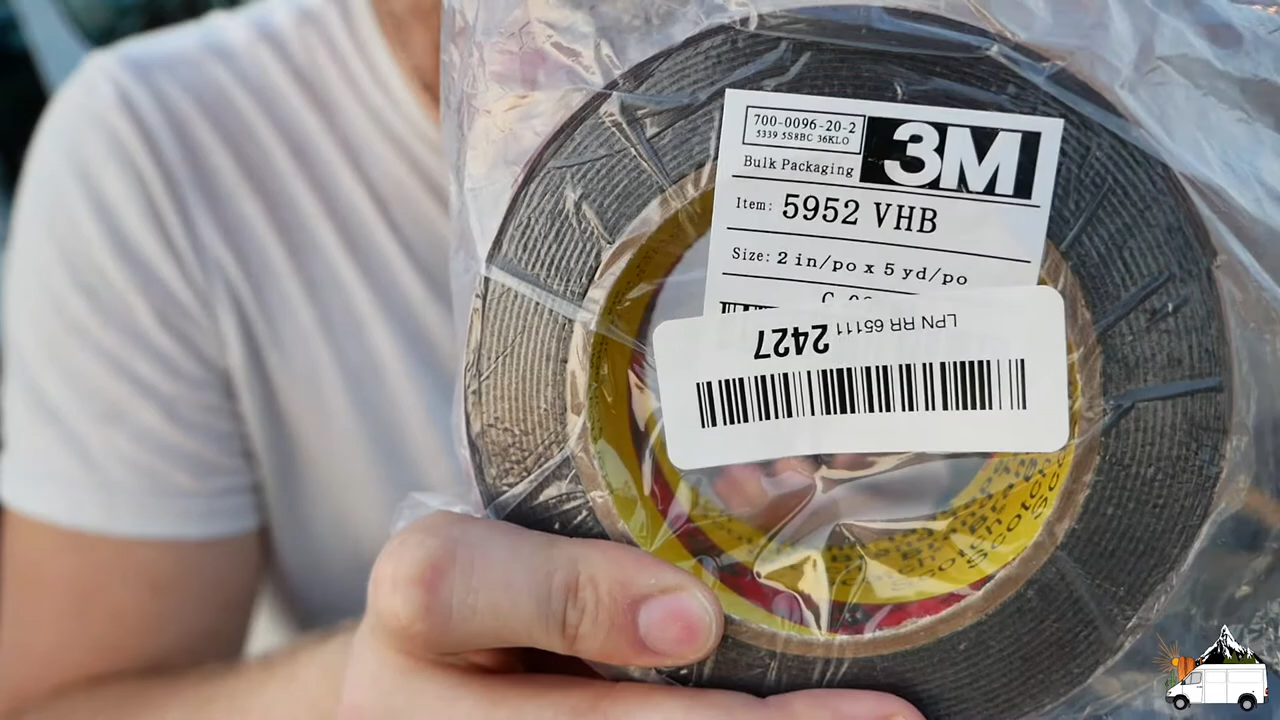 700-0096-20-2
5339 5S8BC 36KLO
3M
Bulk Packaging
Item: 5952 VHB
Size: 2 in/po x 5 yd/po
LPN RR 65111
2427
Scotch